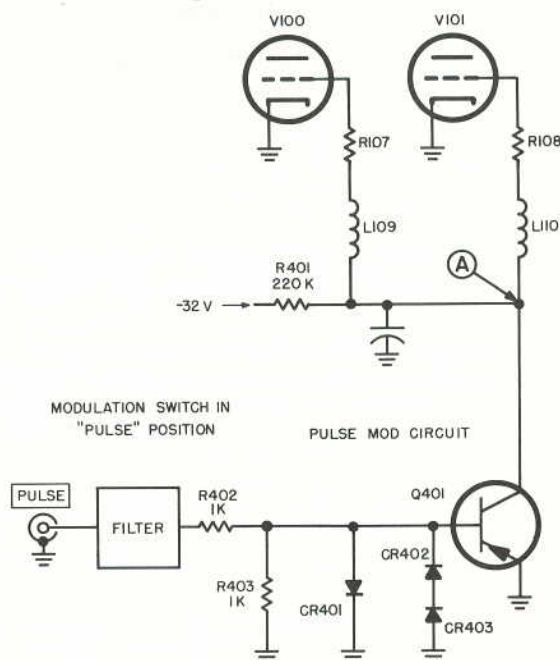 V100
V101
R107
R108
L109
L110
R401
220 K
A
-32 V
MODULATION SWITCH IN
"PULSE" POSITION
PULSE MOD CIRCUIT
PULSE
FILTER
R402
1K
Q401
R403
1K
CR401
CR402
CR403